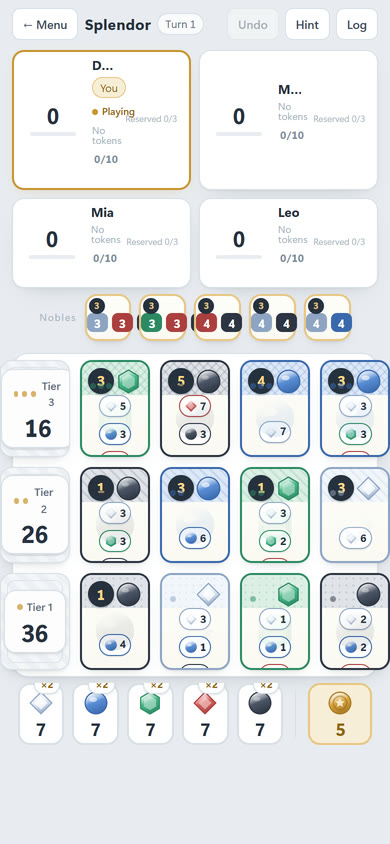 ← Menu Splendor Turn 1 Undo Hint Log
D...
You
Playing
0
No tokens
Reserved 0/3
0/10
M...
0
No tokens
Reserved 0/3
0/10
Mia
0
No tokens
Reserved 0/3
0/10
Leo
0
No tokens
Reserved 0/3
0/10
Nobles
3 3 3
3 3 3
3 4 4
3 4 4
3 4 4
Tier 3
16
3 5 3
5 7 3
4 7
3 3 3
Tier 2
26
1 3 3
3 6
1 3 2
3 6
Tier 1
36
1 4
3 1
1 1
2 2
×2 ×2 ×2 ×2 ×2
7 7 7 7 7 5